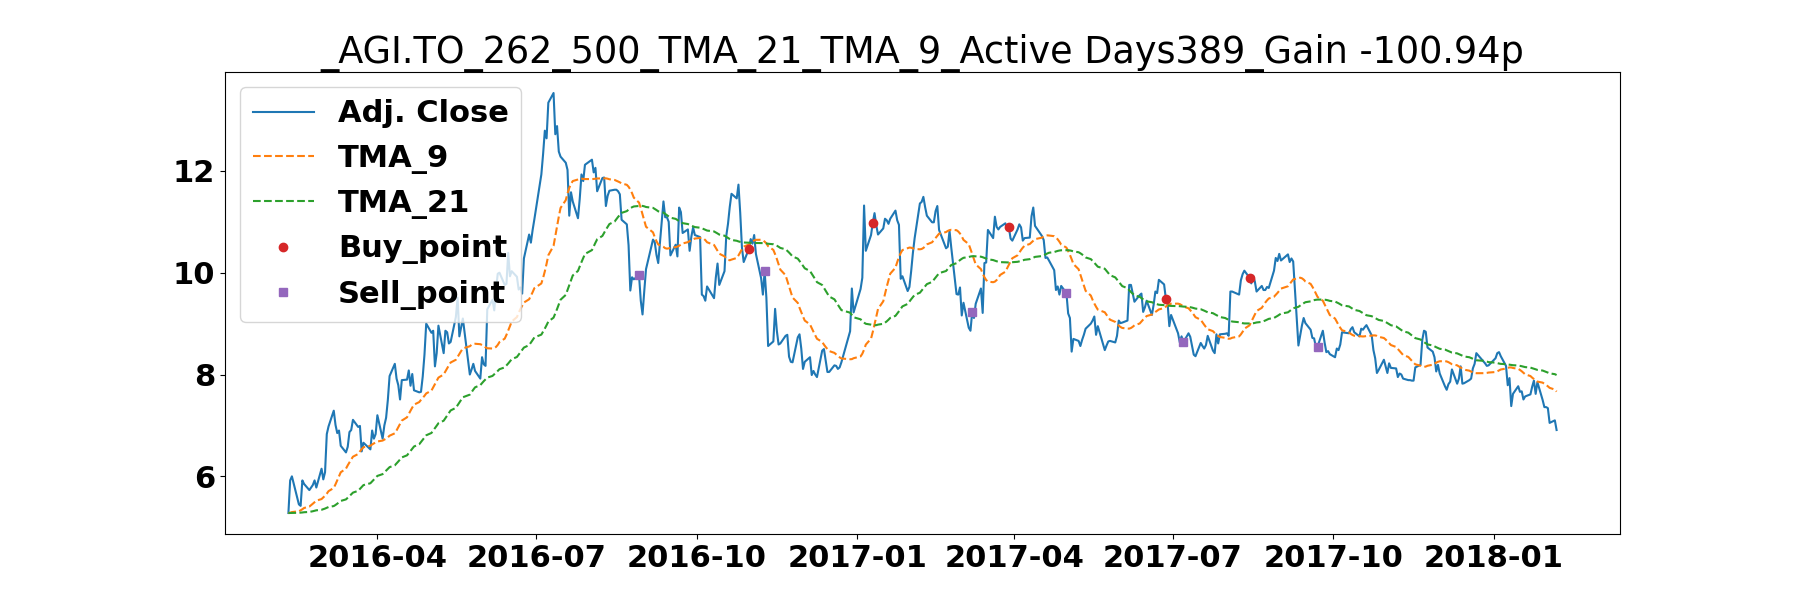 _AGI.TO_262_500_TMA_21_TMA_9_Active Days389_Gain -100.94p
Adj. Close
TMA_9
TMA_21
Buy_point
Sell_point
12
10
8
6
2016-04 2016-07 2016-10 2017-01 2017-04 2017-07 2017-10 2018-01